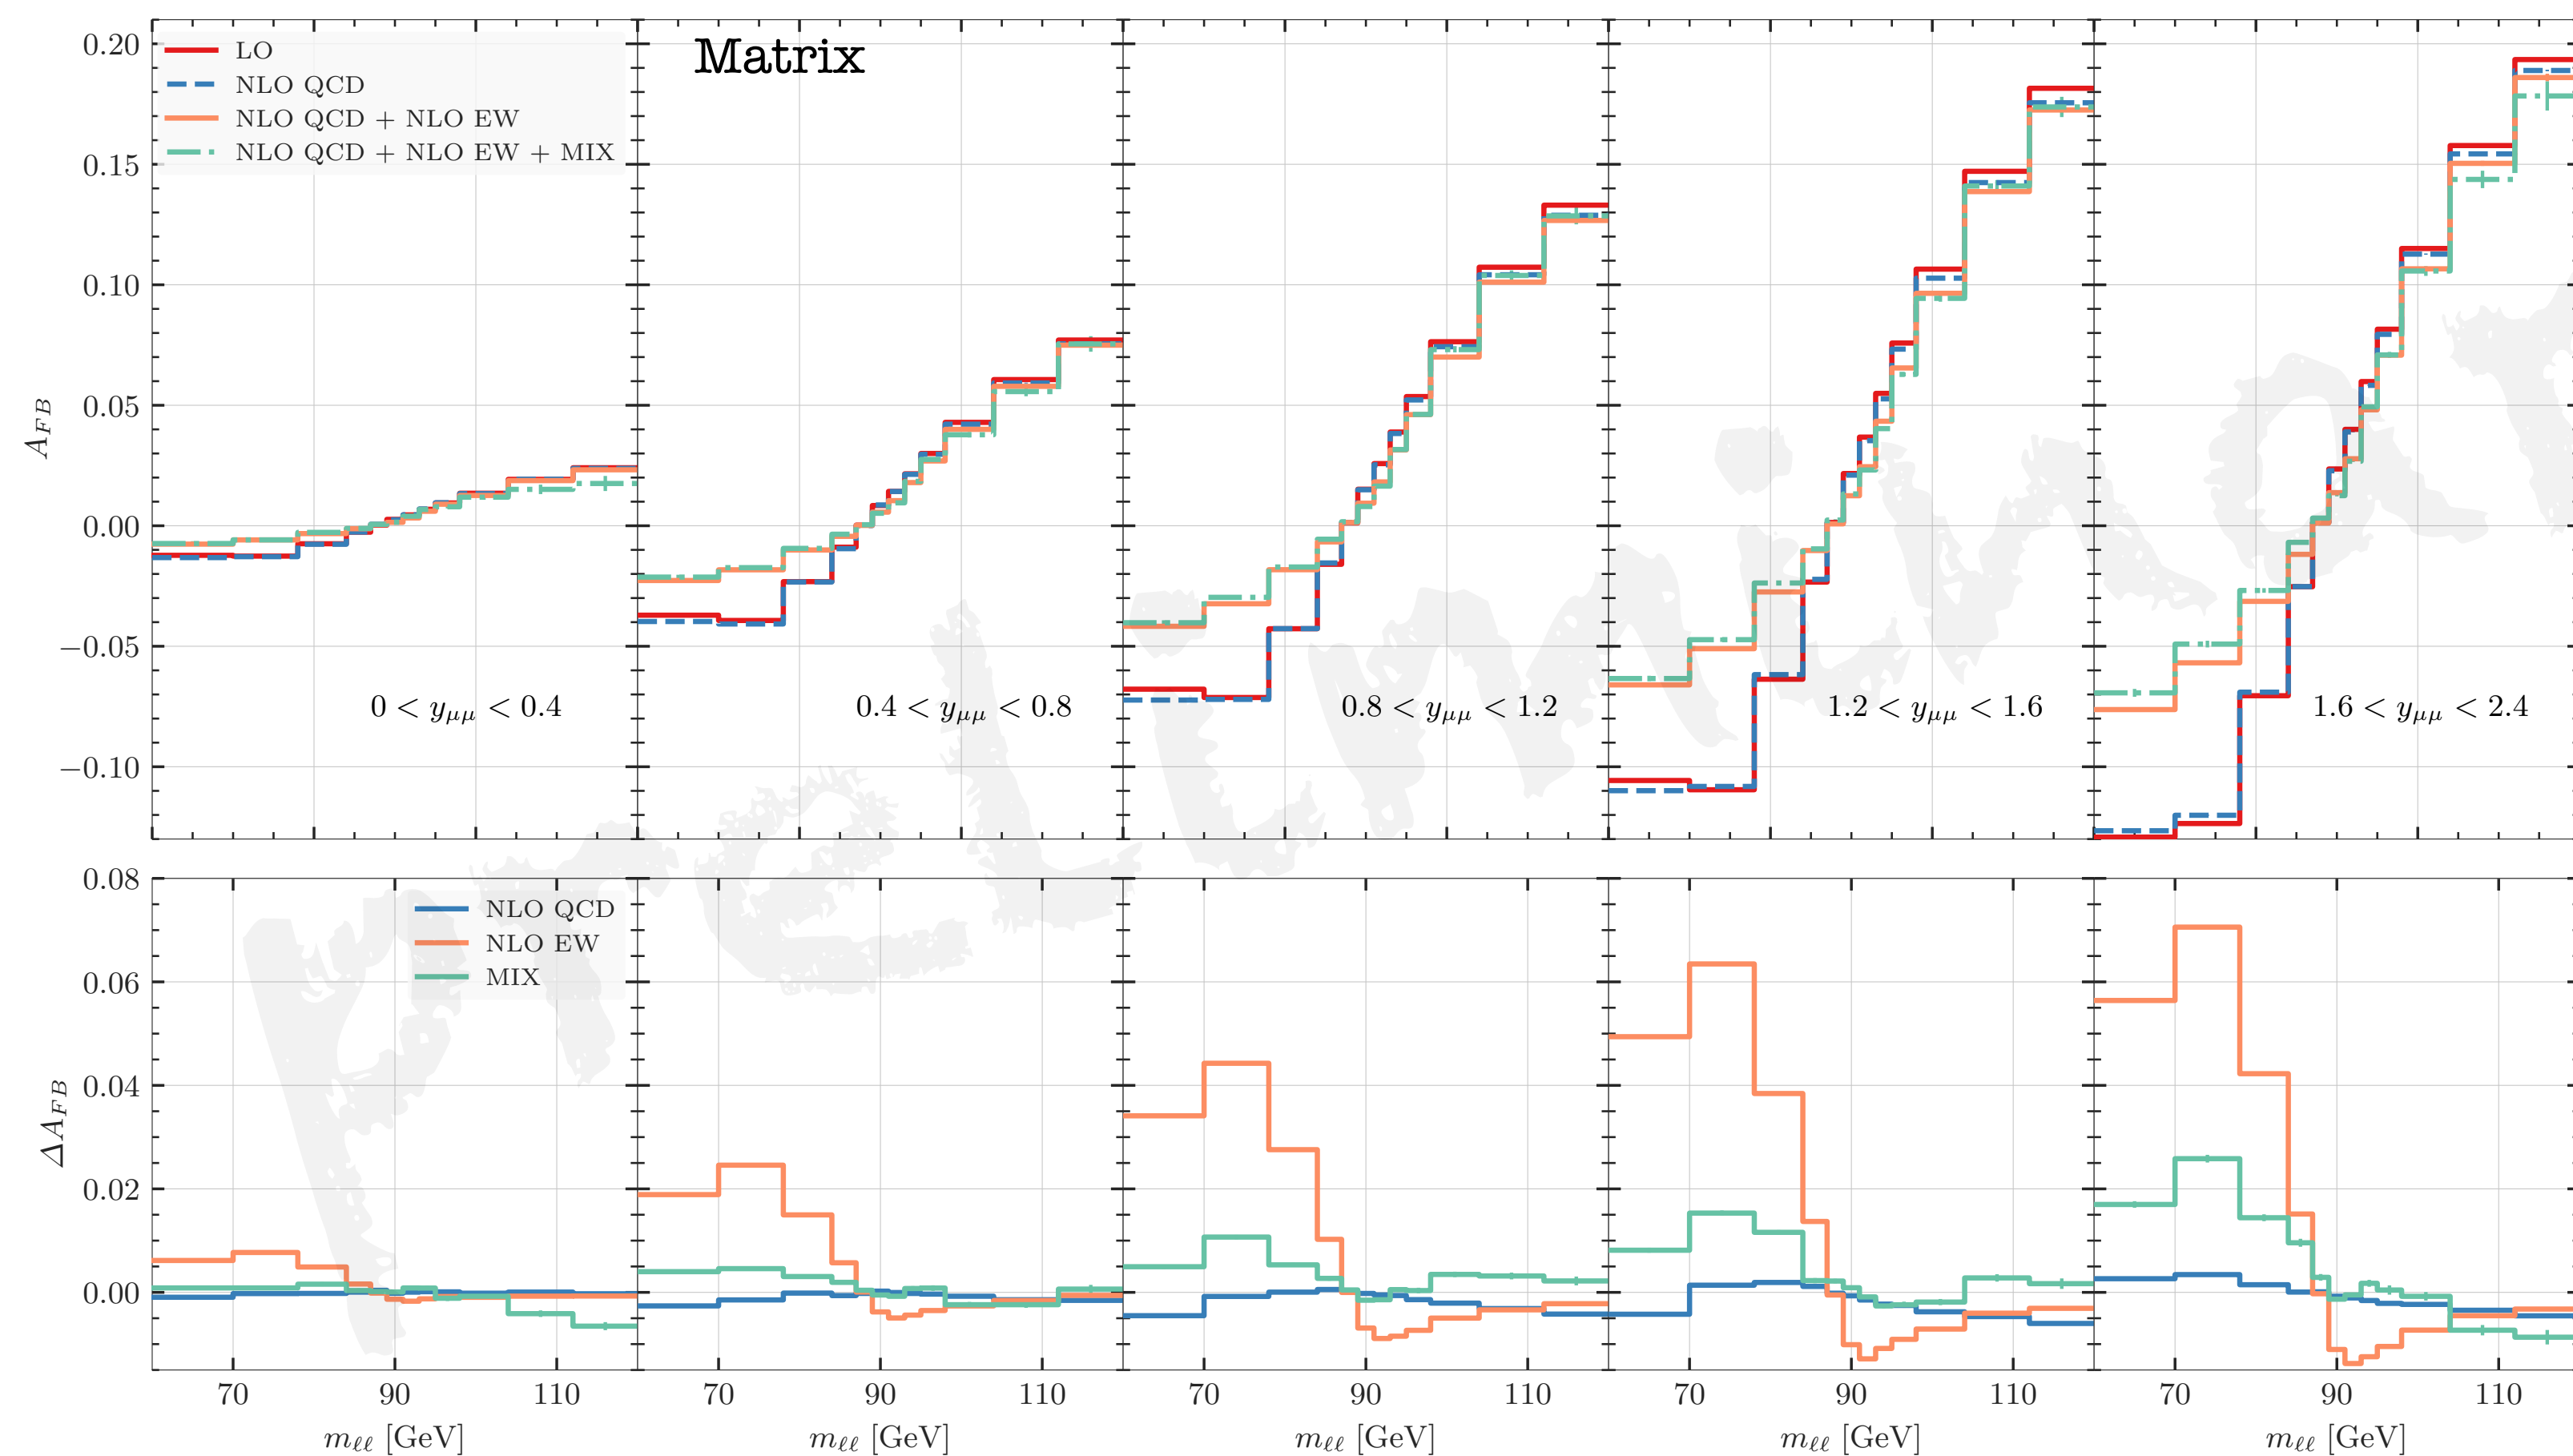 Matrix
LO
NLO QCD
NLO QCD + NLO EW
NLO QCD + NLO EW + MIX
0.20
0.15
0.10
0.05
0.00
−0.05
−0.10
A_{FB}
0 < y_{μμ} < 0.4
0.4 < y_{μμ} < 0.8
0.8 < y_{μμ} < 1.2
1.2 < y_{μμ} < 1.6
1.6 < y_{μμ} < 2.4
NLO QCD
NLO EW
MIX
0.08
0.06
0.04
0.02
0.00
ΔA_{FB}
70 90 110 70 90 110 70 90 110 70 90 110 70 90 110
m_{ℓℓ} [GeV] m_{ℓℓ} [GeV] m_{ℓℓ} [GeV] m_{ℓℓ} [GeV] m_{ℓℓ} [GeV]